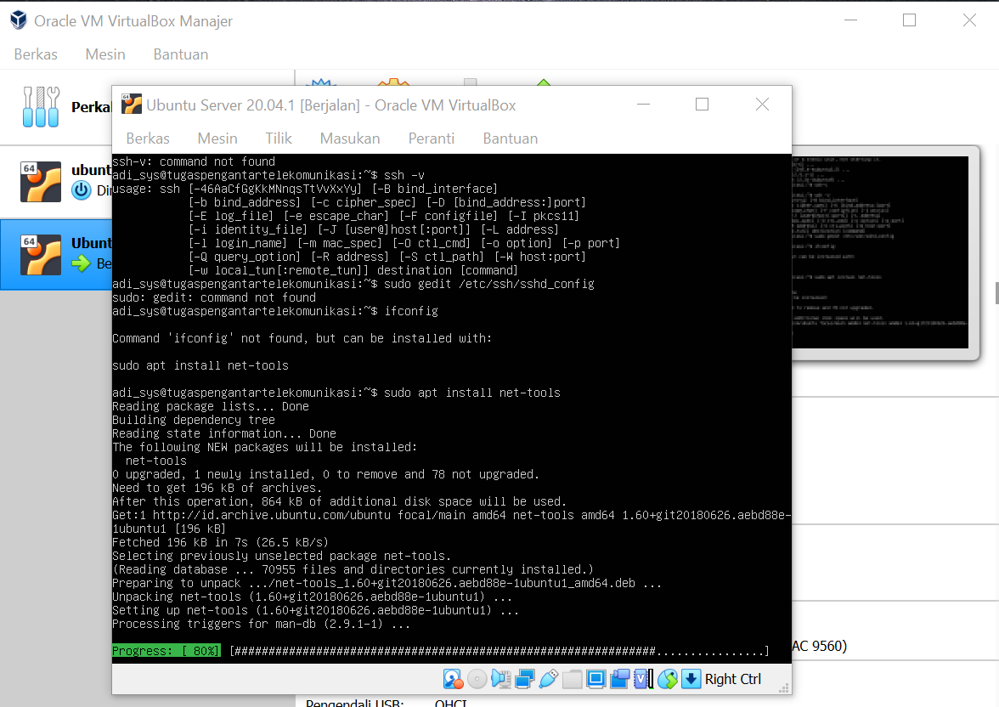 Oracle VM VirtualBox Manajer
Berkas Mesin Bantuan
Ubuntu Server 20.04.1 [Berjalan] - Oracle VM VirtualBox
Berkas Mesin Tilik Masukan Peranti Bantuan
64
64
64
ssh-v: command not found
adi_sys@tugaspengantartelekomunikasi:~$ ssh -v
usage: ssh [-46AaCfGgKkMNnqsTtVvXxYy] [-B bind_interface]
[-b bind_address] [-c cipher_spec] [-D [bind_address:]port]
[-E log_file] [-e escape_char] [-F configfile] [-I pkcs11]
[-i identity_file] [-J [user@]host[:port]] [-L address]
[-l login_name] [-m mac_spec] [-O ctl_cmd] [-o option] [-p port]
[-Q query_option] [-R address] [-S ctl_path] [-W host:port]
[-w local_tun[:remote_tun]] destination [command]
adi_sys@tugaspengantartelekomunikasi:~$ sudo gedit /etc/ssh/sshd_config
sudo: gedit: command not found
adi_sys@tugaspengantartelekomunikasi:~$ ifconfig
Command 'ifconfig' not found, but can be installed with:
sudo apt install net-tools
adi_sys@tugaspengantartelekomunikasi:~$ sudo apt install net-tools
Reading package lists... Done
Building dependency tree
Reading state information... Done
The following NEW packages will be installed:
net-tools
0 upgraded, 1 newly installed, 0 to remove and 78 not upgraded.
Need to get 196 kB of archives.
After this operation, 864 kB of additional disk space will be used.
Get:1 http://id.archive.ubuntu.com/ubuntu focal/main amd64 net-tools amd64 1.60+git20180626.aebd88e-
1ubuntu1 [196 kB]
Fetched 196 kB in 7s (26.5 kB/s)
Selecting previously unselected package net-tools.
(Reading database ... 70955 files and directories currently installed.)
Preparing to unpack .../net-tools_1.60+git20180626.aebd88e-1ubuntu1_amd64.deb ...
Unpacking net-tools (1.60+git20180626.aebd88e-1ubuntu1) ...
Setting up net-tools (1.60+git20180626.aebd88e-1ubuntu1) ...
Processing triggers for man-db (2.9.1-1) ...
Progress: [ 80%] [##############################################################................]
Right Ctrl
AC 9560)
Pengendali USB: OHCI